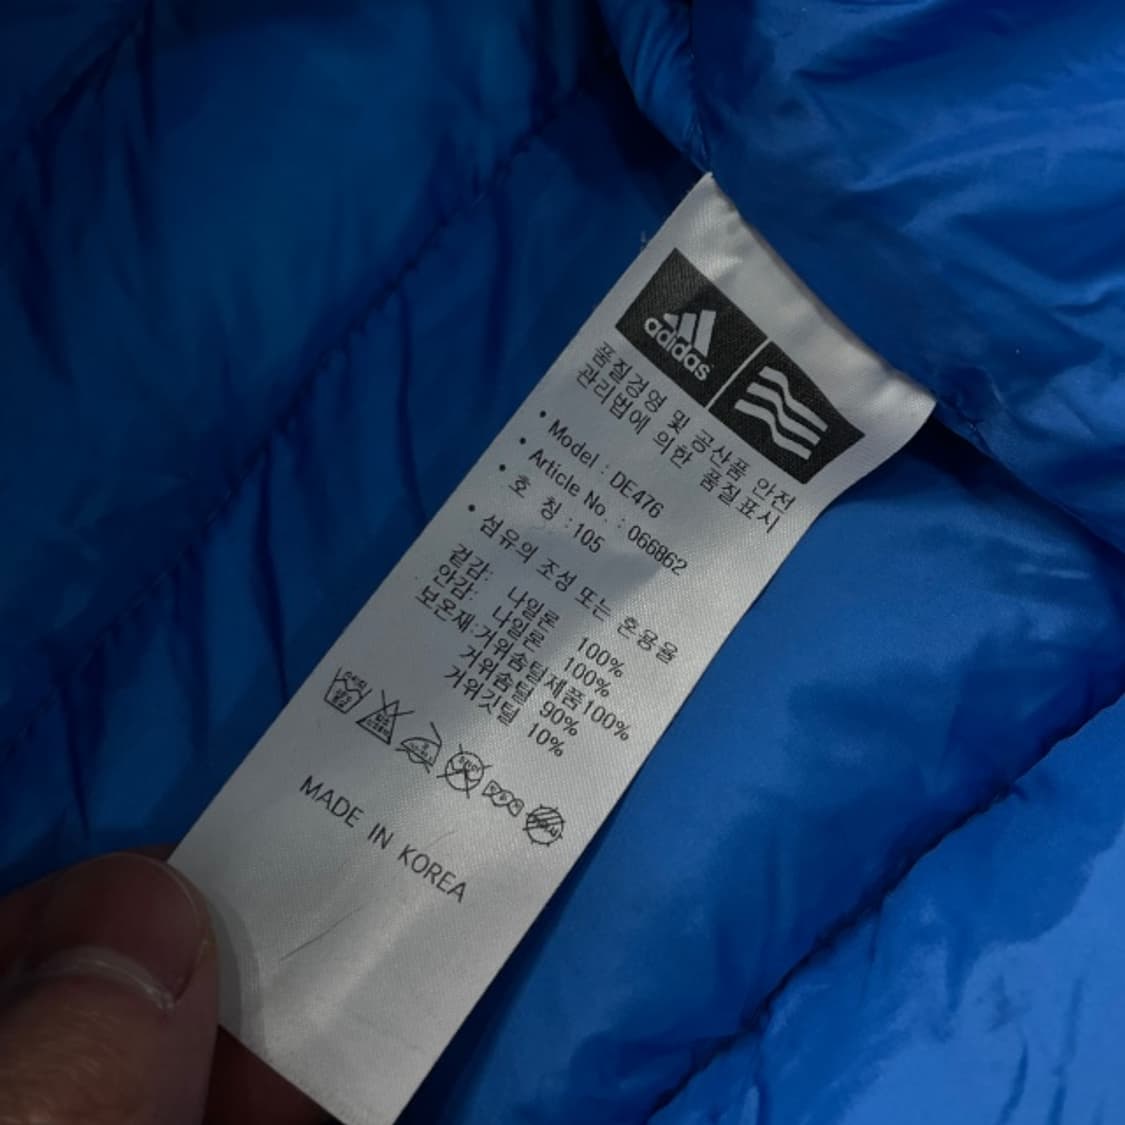 adidas
품질경영 및 공산품 안전
관리법에 의한 품질표시
• Model : DE476
• Article No. : 066862
• 호 칭 :105
• 섬유의 조성 또는 혼용율
겉감: 나일론 100%
안감: 나일론 100%
보온재:거위솜털제품100%
거위솜털 90%
거위깃털 10%
MADE IN KOREA